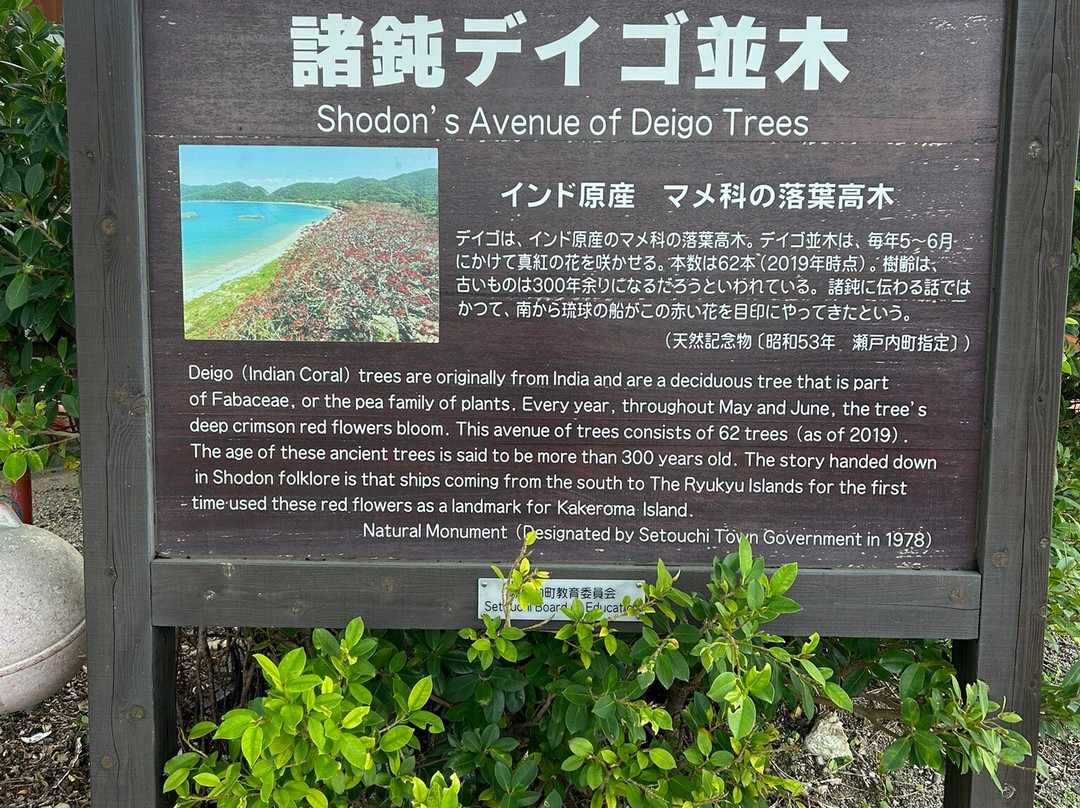 諸鈍デイゴ並木
Shodon's Avenue of Deigo Trees
インド原産　マメ科の落葉高木
デイゴは、インド原産のマメ科の落葉高木。デイゴ並木は、毎年5～6月
にかけて真紅の花を咲かせる。本数は62本（2019年時点）。樹齢は、
古いものは300年余りになるだろうといわれている。諸鈍に伝わる話では
かつて、南から琉球の船がこの赤い花を目印にやってきたという。
（天然記念物〔昭和53年　瀬戸内町指定〕）
Deigo (Indian Coral) trees are originally from India and are a deciduous tree that is part
of Fabaceae, or the pea family of plants. Every year, throughout May and June, the tree's
deep crimson red flowers bloom. This avenue of trees consists of 62 trees (as of 2019).
The age of these ancient trees is said to be more than 300 years old. The story handed down
in Shodon folklore is that ships coming from the south to The Ryukyu Islands for the first
time used these red flowers as a landmark for Kakeroma Island.
Natural Monument (Designated by Setouchi Town Government in 1978)
町教育委員会
Board Education